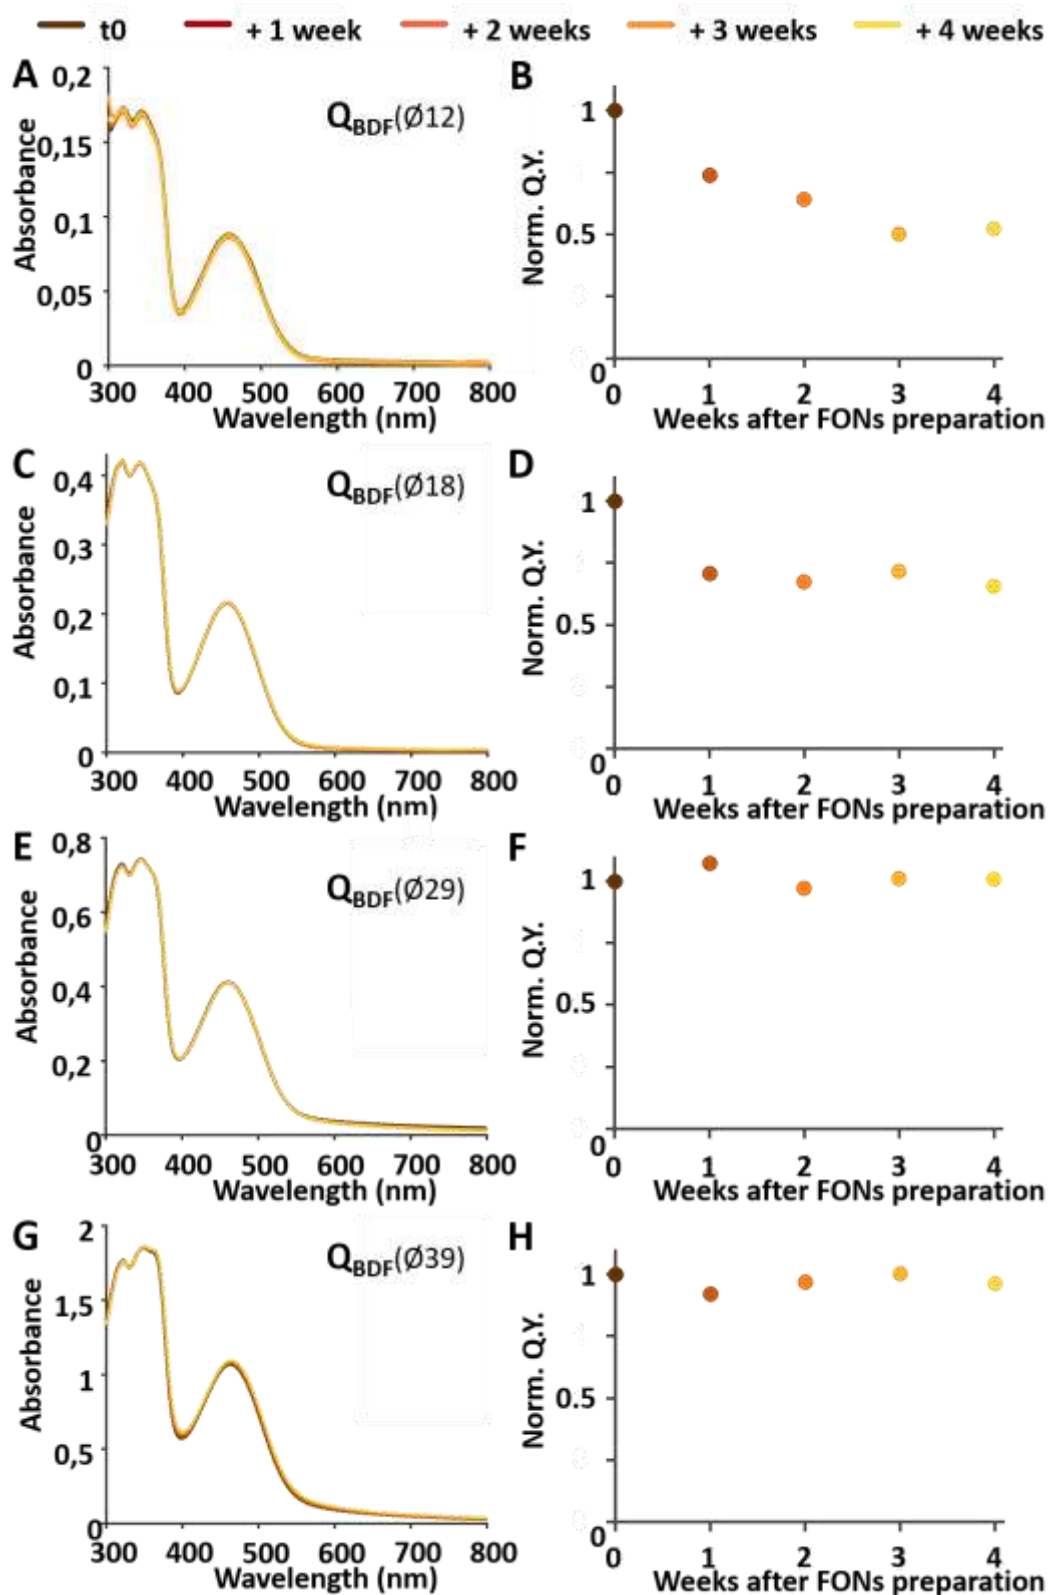 t0 + 1 week + 2 weeks + 3 weeks + 4 weeks
A
Q_BDF(Ø12)
Absorbance
0,2
0,15
0,1
0,05
0
300 400 500 600 700 800
Wavelength (nm)
B
Norm. Q.Y.
1
0.5
0
0 1 2 3 4
Weeks after FONs preparation
C
Q_BDF(Ø18)
Absorbance
0,4
0,3
0,2
0,1
0
300 400 500 600 700 800
Wavelength (nm)
D
Norm. Q.Y.
1
0.5
0
0 1 2 3 4
Weeks after FONs preparation
E
Q_BDF(Ø29)
Absorbance
0,8
0,6
0,4
0,2
0
300 400 500 600 700 800
Wavelength (nm)
F
Norm. Q.Y.
1
0.5
0
0 1 2 3 4
Weeks after FONs preparation
G
Q_BDF(Ø39)
Absorbance
2
1,5
1
0,5
0
300 400 500 600 700 800
Wavelength (nm)
H
Norm. Q.Y.
1
0.5
0
0 1 2 3 4
Weeks after FONs preparation